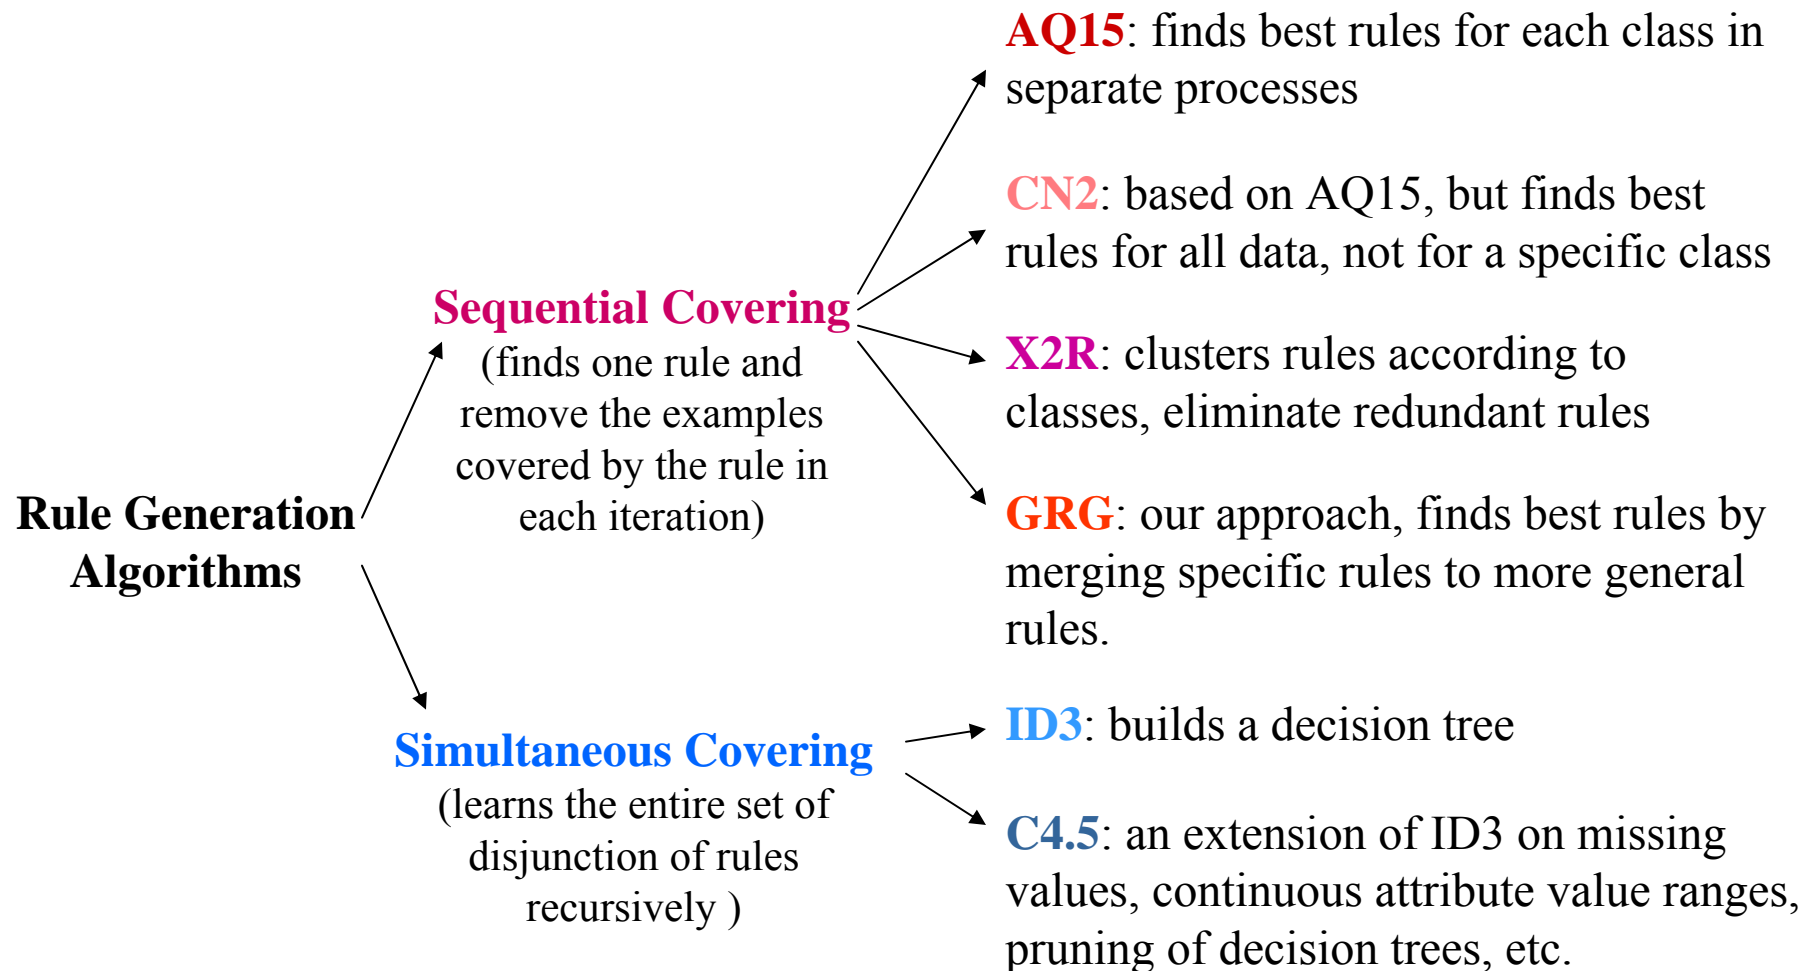 Rule Generation
Algorithms
Sequential Covering
(finds one rule and
remove the examples
covered by the rule in
each iteration)
AQ15: finds best rules for each class in
separate processes
CN2: based on AQ15, but finds best
rules for all data, not for a specific class
X2R: clusters rules according to
classes, eliminate redundant rules
GRG: our approach, finds best rules by
merging specific rules to more general
rules.
Simultaneous Covering
(learns the entire set of
disjunction of rules
recursively )
ID3: builds a decision tree
C4.5: an extension of ID3 on missing
values, continuous attribute value ranges,
pruning of decision trees, etc.